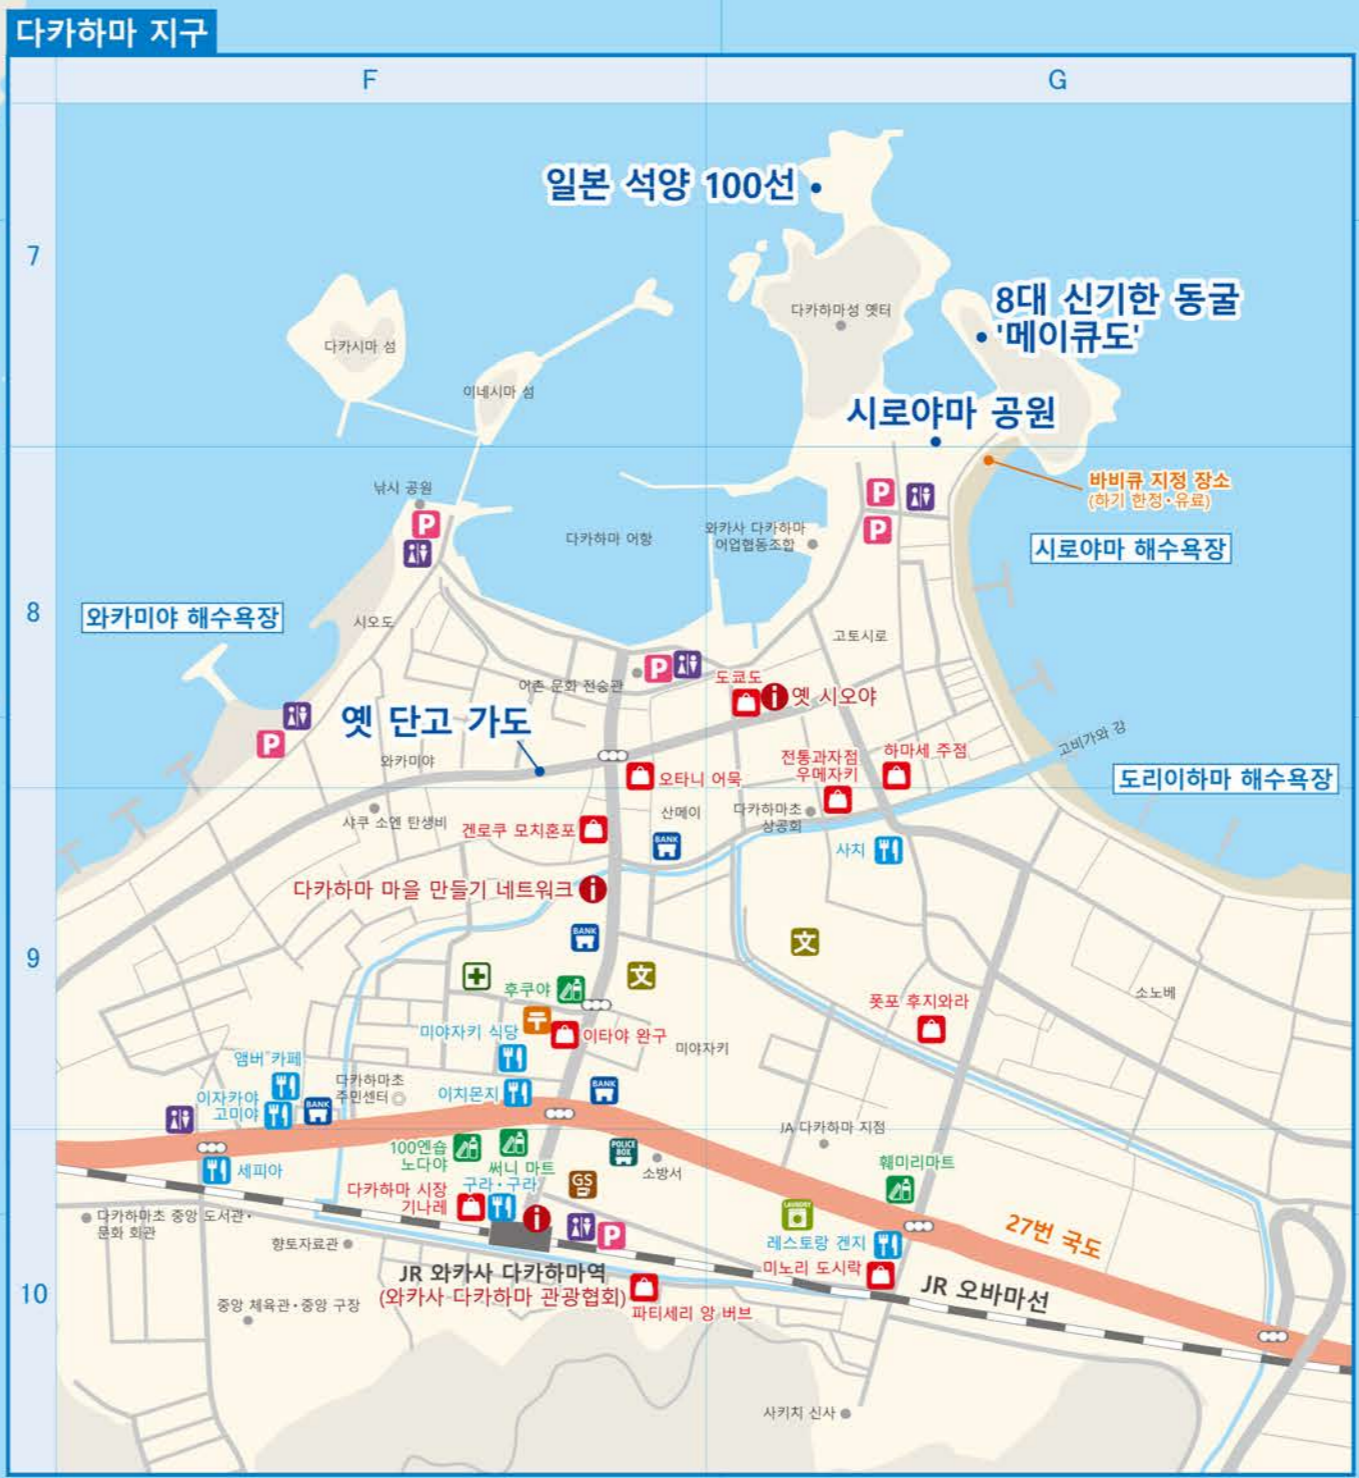 다카하마 지구
F
G
7
8
9
10
일본 석양 100선
다카하마성 옛터
8대 신기한 동굴
'메이큐도'
다카시마 섬
이네시마 섬
시로야마 공원
바비큐 지정 장소
(하기 한정·유료)
낚시 공원
P
P
P
다카하마 어항
와카사 다카하마
어업협동조합
시로야마 해수욕장
와카미야 해수욕장
시오도
고토시로
어촌 문화 전승관
P
도쿄도
i
옛 시오야
옛 단고 가도
P
와카미야
고비가와 강
전통과자점
우메자키
하마세 주점
오타니 어묵
도리이하마 해수욕장
산메이
다카하마초
상공회
샤쿠 소엔 탄생비
겐로쿠 모치혼포
BANK
사치
다카하마 마을 만들기 네트워크
i
BANK
文
文
후쿠야
소노베
폿포 후지와라
〒
미야자키 식당
이타야 완구
미야자키
앰버˝카페
다카하마초
주민센터
이치몬지
BANK
이자카야
고미야
BANK
JA 다카하마 지점
100엔숍
노다야
써니 마트
POLICE
BOX
소방서
훼미리마트
세피아
다카하마 시장
기나레
구라·구라
GS
LAUNDRY
다카하마초 중앙 도서관·
문화 회관
i
P
27번 국도
향토자료관
레스토랑 겐지
JR 와카사 다카하마역
(와카사 다카하마 관광협회)
미노리 도시락
JR 오바마선
중앙 체육관·중앙 구장
파티세리 앙 버브
사키치 신사